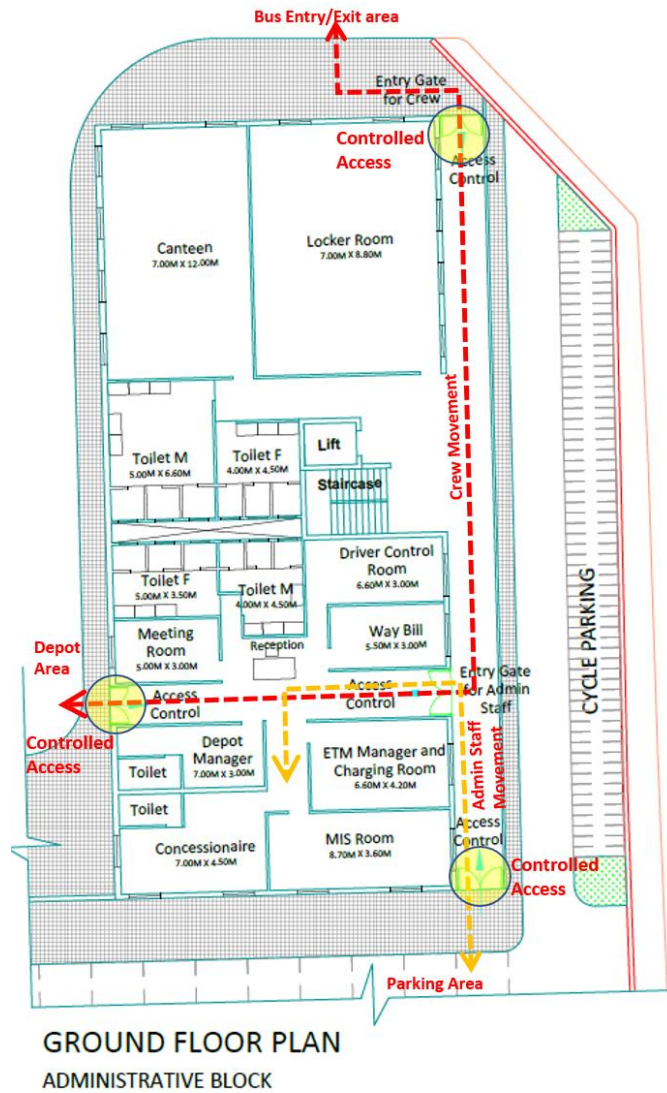 Bus Entry/Exit area
Entry Gate
for Crew
Controlled
Access
Access
Control
Canteen
7.00M X 12.00M
Locker Room
7.00M X 8.80M
Crew Movement
Toilet M
5.00M X 6.60M
Toilet F
4.00M X 4.50M
Lift
Staircase
Driver Control
Room
6.60M X 3.00M
Toilet F
5.00M X 3.50M
Toilet M
4.00M X 4.50M
CYCLE PARKING
Depot
Area
Meeting
Room
5.00M X 3.00M
Reception
Way Bill
5.50M X 3.00M
Access
Control
Access
Control
Entry Gate
for Admin
Staff
Controlled
Access
Depot
Manager
7.00M X 3.00M
Toilet
ETM Manager and
Charging Room
6.60M X 4.20M
Admin Staff
Movement
Toilet
Access
Control
Concessionaire
7.00M X 4.50M
MIS Room
8.70M X 3.60M
Controlled
Access
Parking Area
GROUND FLOOR PLAN
ADMINISTRATIVE BLOCK